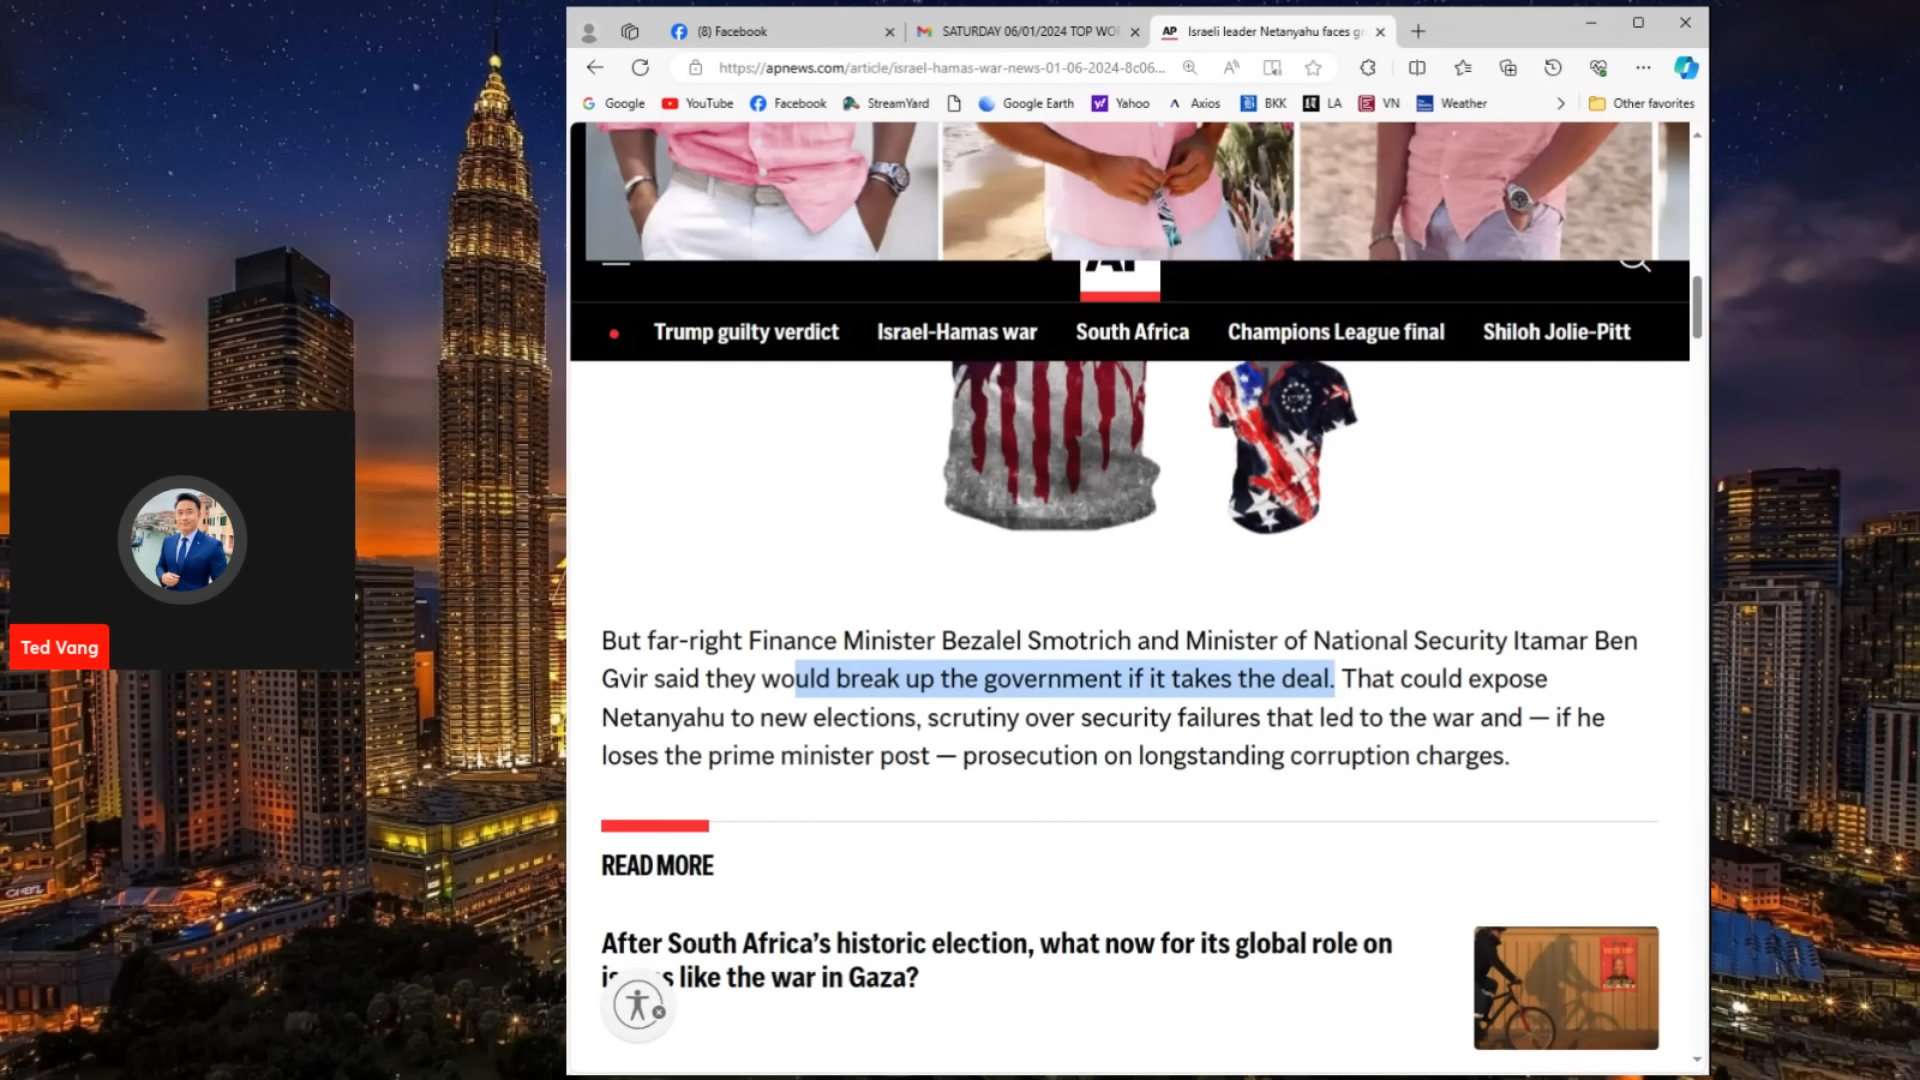 (8) Facebook
SATURDAY 06/01/2024 TOP WO
AP Israeli leader Netanyahu faces gr
https://apnews.com/article/israel-hamas-war-news-01-06-2024-8c06...
Google YouTube Facebook StreamYard Google Earth Yahoo Axios BKK LA VN Weather Other favorites
AP
Trump guilty verdict Israel-Hamas war South Africa Champions League final Shiloh Jolie-Pitt
Ted Vang
But far-right Finance Minister Bezalel Smotrich and Minister of National Security Itamar Ben
Gvir said they would break up the government if it takes the deal. That could expose
Netanyahu to new elections, scrutiny over security failures that led to the war and — if he
loses the prime minister post — prosecution on longstanding corruption charges.
READ MORE
After South Africa’s historic election, what now for its global role on
like the war in Gaza?